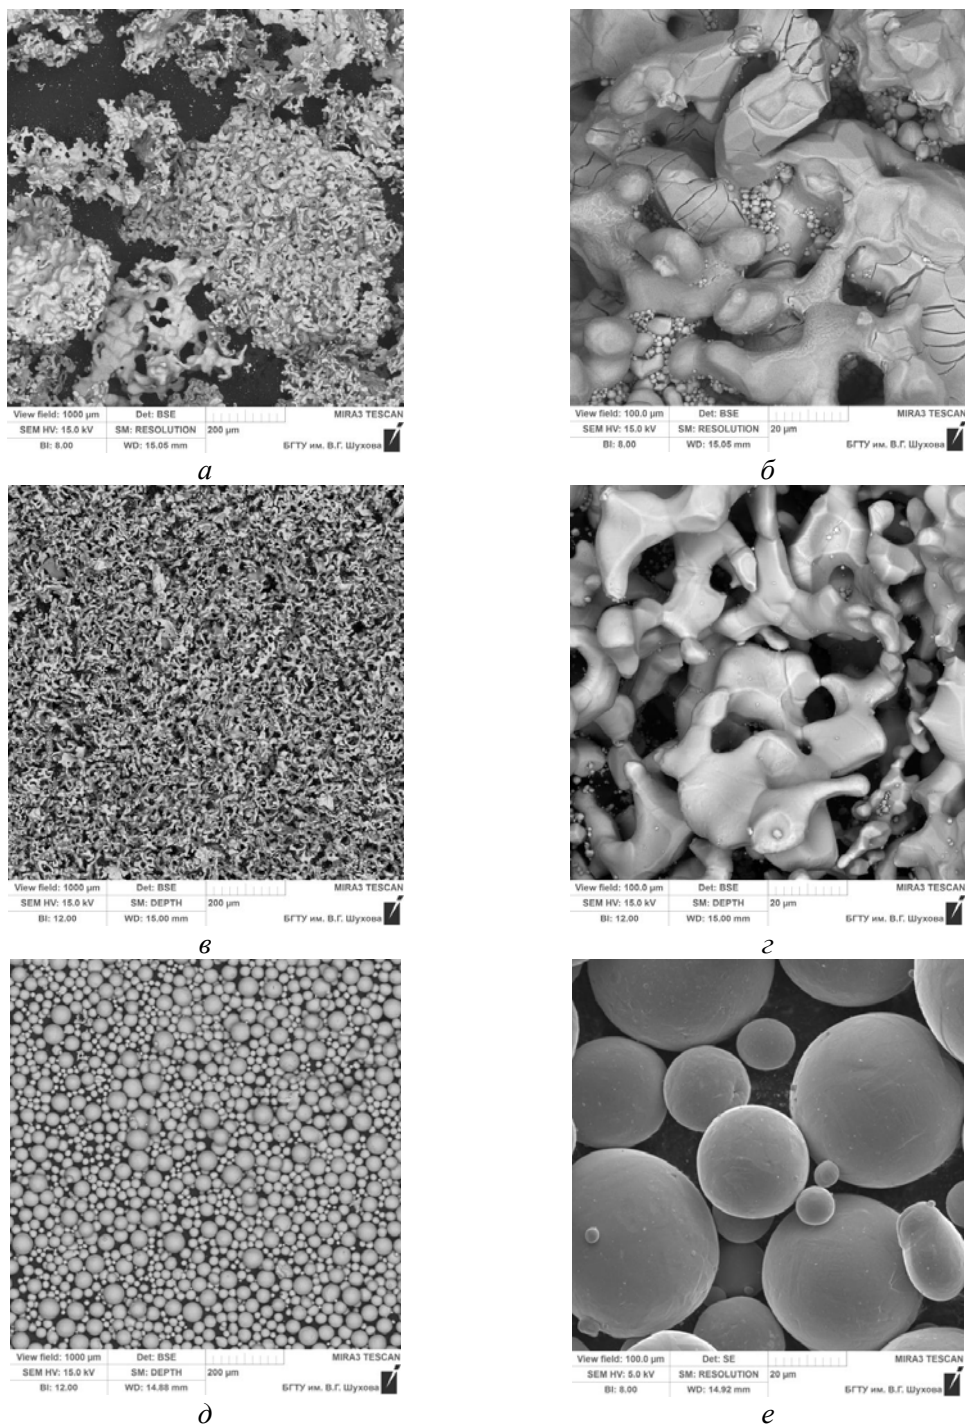 View field: 1000 µm Det: BSE MIRA3 TESCAN
SEM HV: 15.0 kV SM: RESOLUTION 200 µm
BI: 8.00 WD: 15.05 mm БГТУ им. В.Г. Шухова
а
View field: 100.0 µm Det: BSE MIRA3 TESCAN
SEM HV: 15.0 kV SM: RESOLUTION 20 µm
BI: 8.00 WD: 15.05 mm БГТУ им. В.Г. Шухова
б
View field: 1000 µm Det: BSE MIRA3 TESCAN
SEM HV: 15.0 kV SM: DEPTH 200 µm
BI: 12.00 WD: 15.00 mm БГТУ им. В.Г. Шухова
в
View field: 100.0 µm Det: BSE MIRA3 TESCAN
SEM HV: 15.0 kV SM: DEPTH 20 µm
BI: 12.00 WD: 15.00 mm БГТУ им. В.Г. Шухова
г
View field: 1000 µm Det: BSE MIRA3 TESCAN
SEM HV: 15.0 kV SM: DEPTH 200 µm
BI: 12.00 WD: 14.88 mm БГТУ им. В.Г. Шухова
д
View field: 100.0 µm Det: SE MIRA3 TESCAN
SEM HV: 5.0 kV SM: RESOLUTION 20 µm
BI: 8.00 WD: 14.92 mm БГТУ им. В.Г. Шухова
е